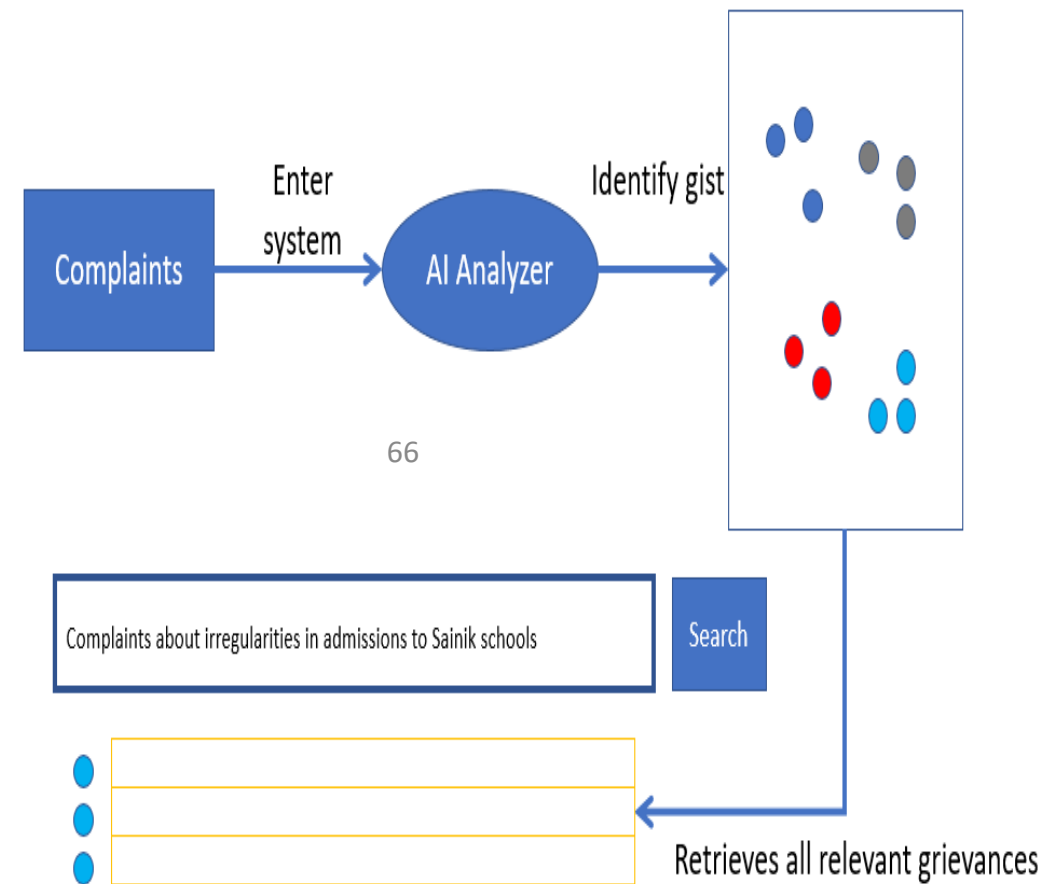 Enter
system
Identify gist
Complaints
AI Analyzer
66
Complaints about irregularities in admissions to Sainik schools
Search
Retrieves all relevant grievances